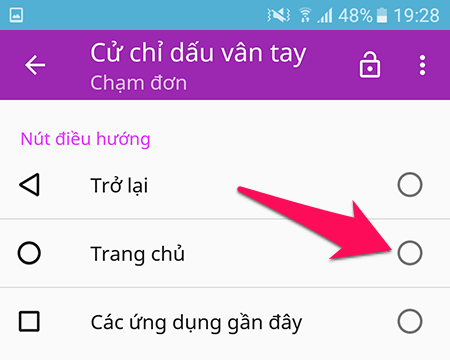 48% 19:28
Cử chỉ dấu vân tay
Chạm đơn
Nút điều hướng
Trở lại
Trang chủ
Các ứng dụng gần đây